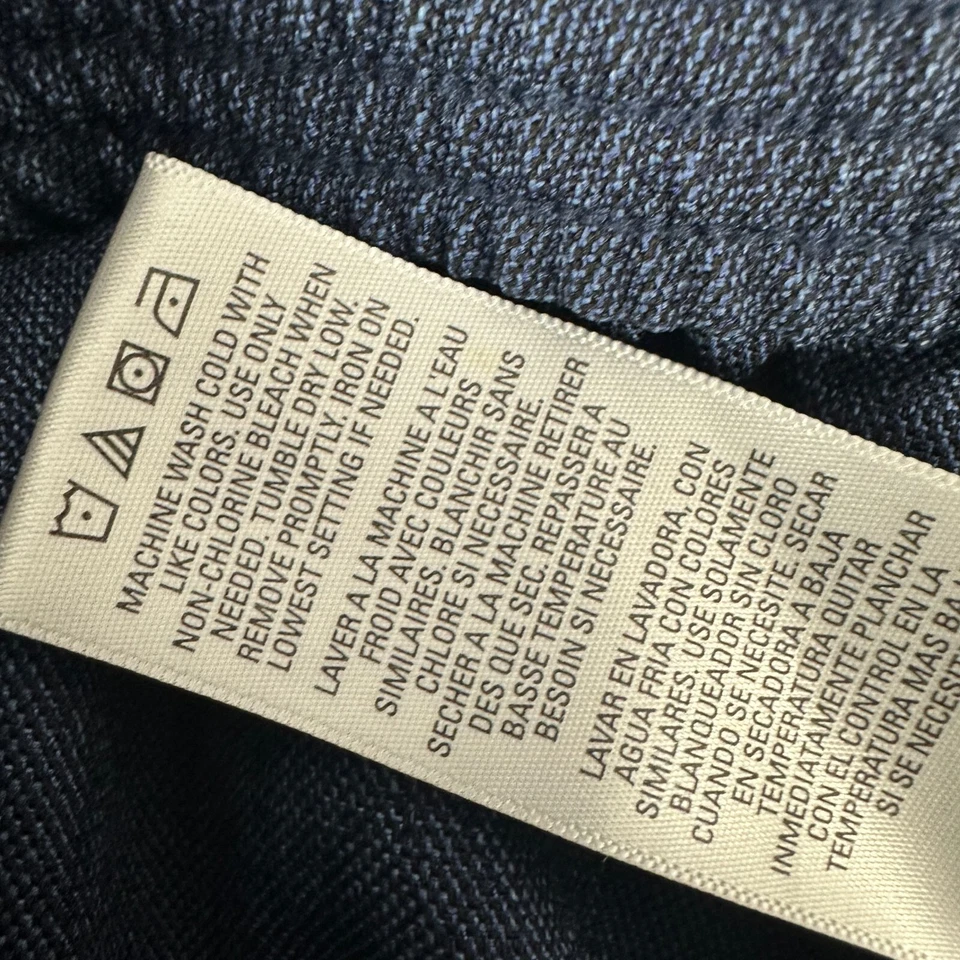 MACHINE WASH COLD WITH
LIKE COLORS. USE ONLY
NON-CHLORINE BLEACH WHEN
NEEDED. TUMBLE DRY LOW.
REMOVE PROMPTLY. IRON ON
LOWEST SETTING IF NEEDED.
LAVER A LA MACHINE A L'EAU
FROID AVEC COULEURS
SIMILAIRES. BLANCHIR SANS
CHLORE SI NECESSAIRE.
SECHER A LA MACHINE RETIRER
DES QUE SEC. REPASSER A
BASSE TEMPERATURE AU
BESOIN SI NECESSAIRE.
LAVAR EN LAVADORA, CON
AGUA FRIA CON COLORES
SIMILARES. USE SOLAMENTE
BLANQUEADOR SIN CLORO
CUANDO SE NECESITE. SECAR
EN SECADORA A BAJA
TEMPERATURA QUITAR
INMEDIATAMENTE PLANCHAR
CON EL CONTROL EN LA
TEMPERATURA MAS BA
SI SE NECESI